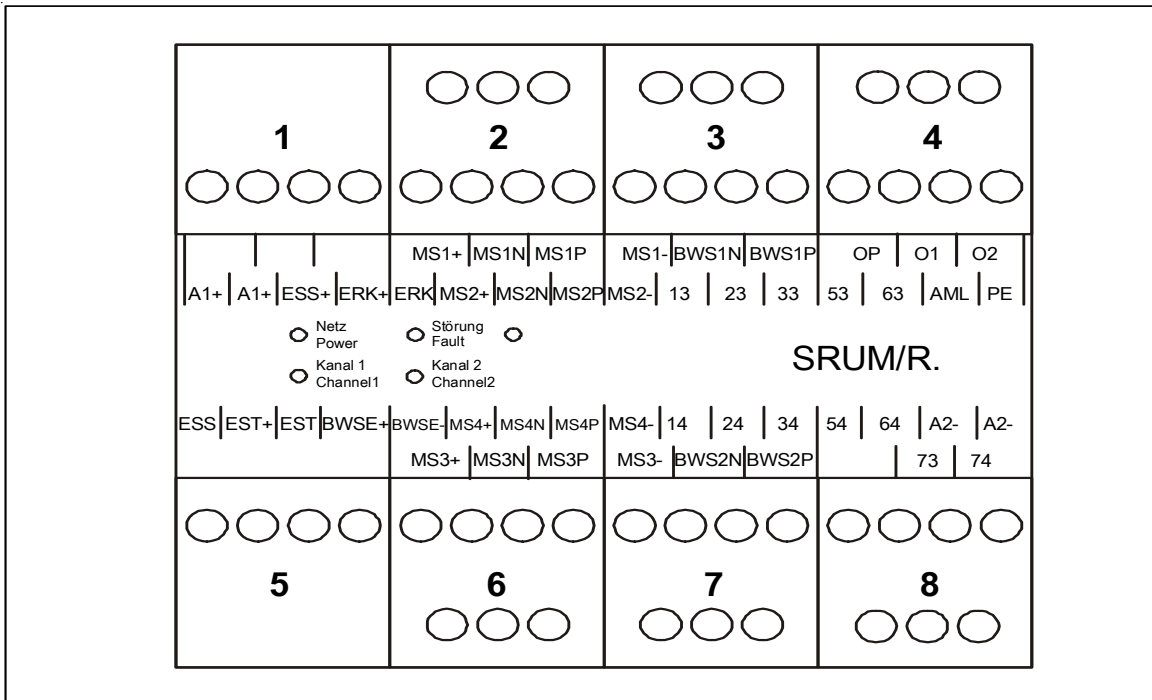 1 2 3 4
MS1+ MS1N MS1P MS1- BWS1N BWS1P OP O1 O2
A1+ A1+ ESS+ ERK+ ERK MS2+ MS2N MS2P MS2- 13 23 33 53 63 AML PE
Netz Störung
Power Fault
Kanal 1 Kanal 2
Channel1 Channel2
SRUM/R.
ESS EST+ EST BWSE+ BWSE- MS4+ MS4N MS4P MS4- 14 24 34 54 64 A2- A2-
MS3+ MS3N MS3P MS3- BWS2N BWS2P 73 74
5 6 7 8